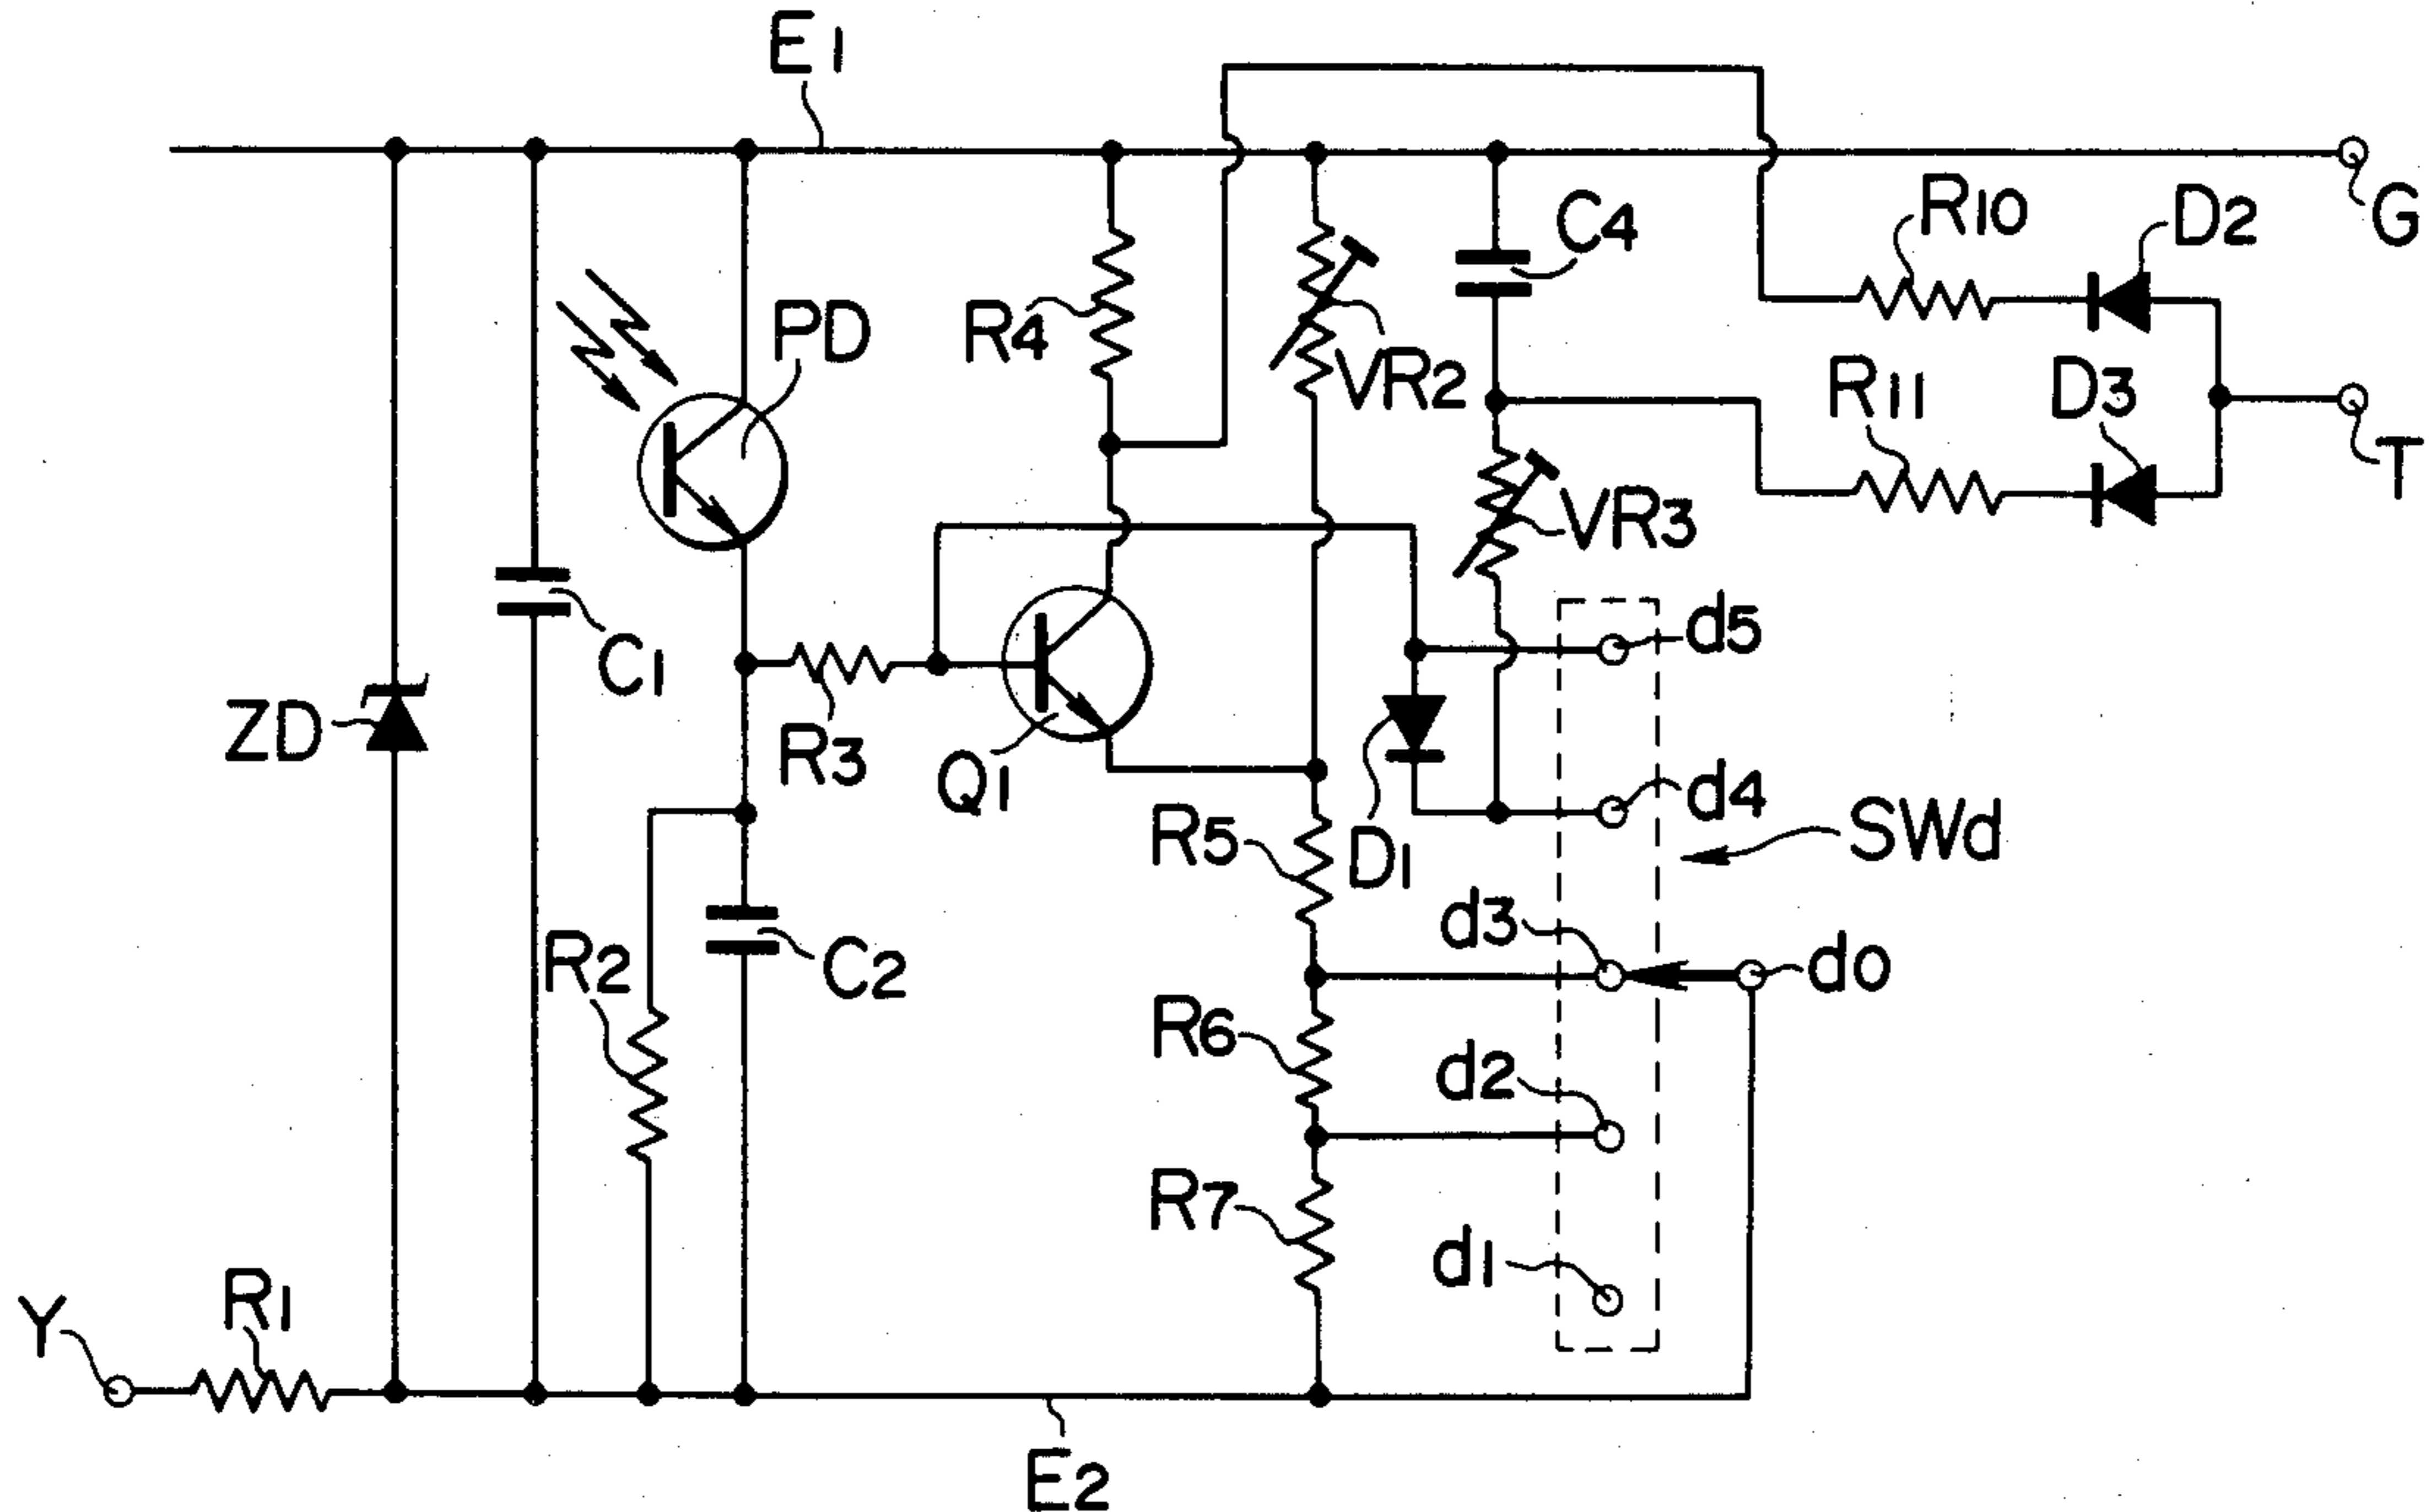 E1
G
R10
D2
C4
PD
R4
VR2
R11
D3
T
VR3
d5
C1
ZD
R3
Q1
d4
SWd
R5
D1
d3
d0
R2
C2
R6
d2
R7
d1
Y
R1
E2